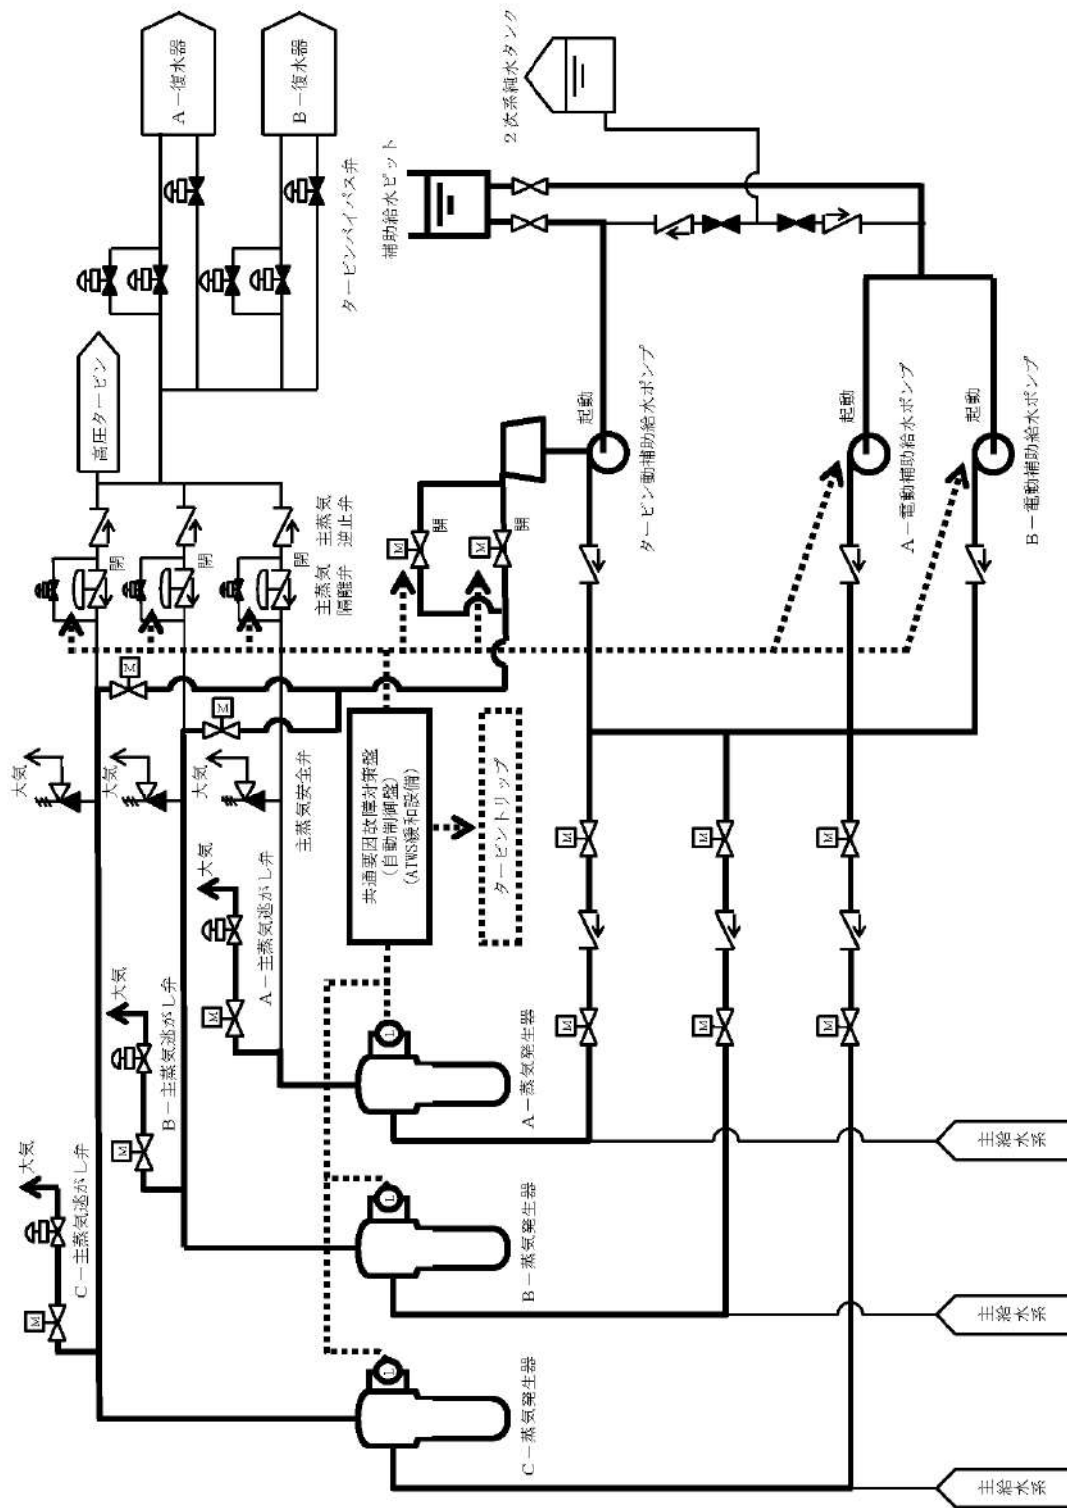 A－復水器
B－復水器
タービンバイパス弁
2次系純水タンク
補助給水ピット
高圧タービン
主蒸気
逆止弁
主蒸気
隔離弁
開
開
開
M
M
開
開
起動
タービン動補助給水ポンプ
起動
A－電動補助給水ポンプ
起動
B－電動補助給水ポンプ
M
M
大気
大気
大気
主蒸気安全弁
共通要因故障対策盤
(自動制御盤)
(ATWS緩和設備)
タービントリップ
大気
M
A－主蒸気逃がし弁
大気
M
B－主蒸気逃がし弁
大気
M
C－主蒸気逃がし弁
M
M
M
M
M
M
L
A－蒸気発生器
L
B－蒸気発生器
L
C－蒸気発生器
主給水系
主給水系
主給水系